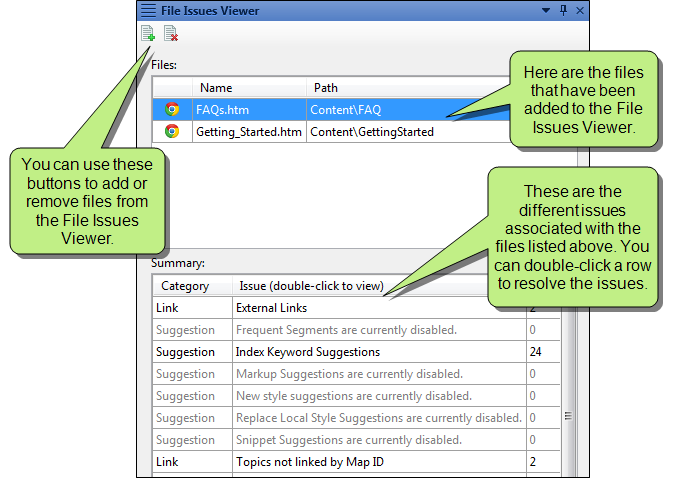 File Issues Viewer
Files:
Name Path
FAQs.htm Content\FAQ
Getting_Started.htm Content\GettingStarted
Here are the files
that have been
added to the File
Issues Viewer.
You can use these
buttons to add or
remove files from
the File Issues
Viewer.
These are the
different issues
associated with the
files listed above. You
can double-click a row
to resolve the issues.
Summary:
Category Issue (double-click to view)
Link External Links 2
Suggestion Frequent Segments are currently disabled. 0
Suggestion Index Keyword Suggestions 24
Suggestion Markup Suggestions are currently disabled. 0
Suggestion New style suggestions are currently disabled. 0
Suggestion Replace Local Style Suggestions are currently disabled. 0
Suggestion Snippet Suggestions are currently disabled. 0
Link Topics not linked by Map ID 2